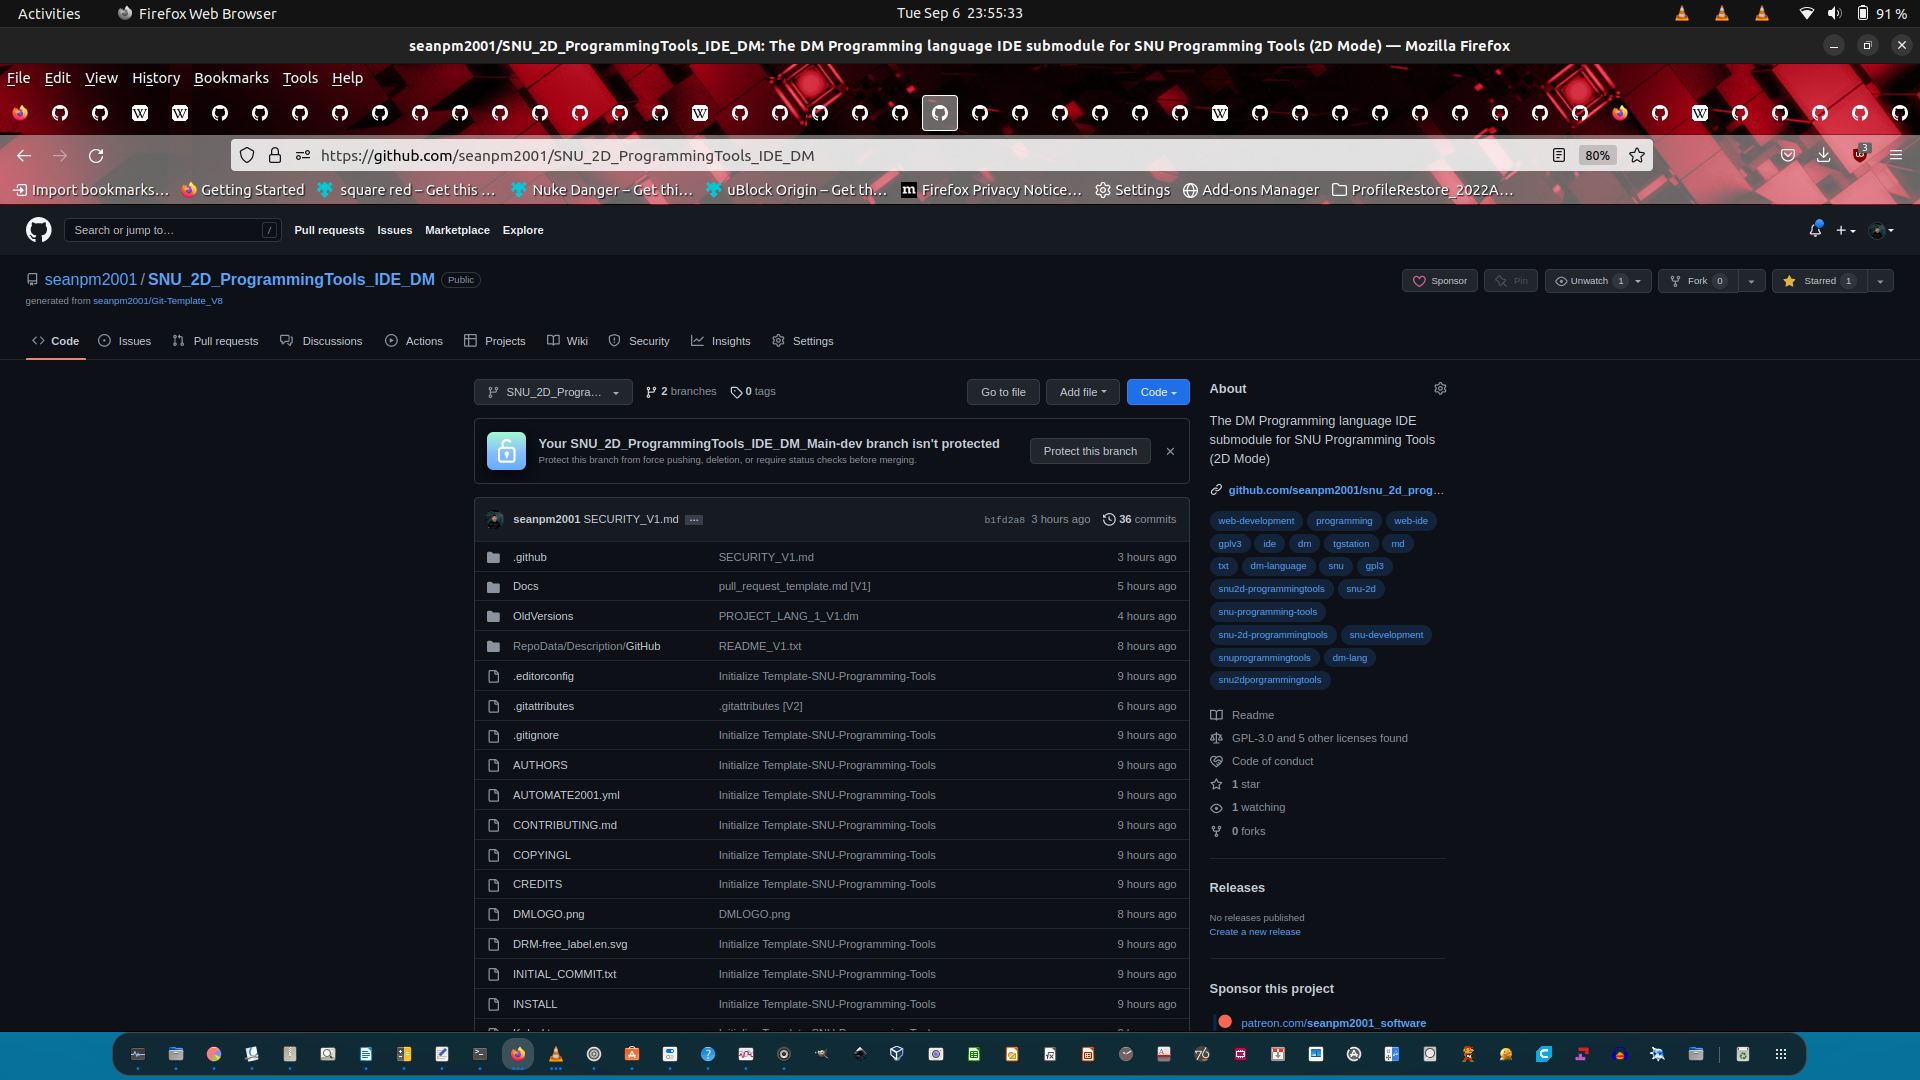 Activities Firefox Web Browser Tue Sep 6 23:55:33 91 %
seanpm2001/SNU_2D_ProgrammingTools_IDE_DM: The DM Programming language IDE submodule for SNU Programming Tools (2D Mode) — Mozilla Firefox
File Edit View History Bookmarks Tools Help
https://github.com/seanpm2001/SNU_2D_ProgrammingTools_IDE_DM 80% 3
Import bookmarks… Getting Started square red – Get this … Nuke Danger – Get thi… uBlock Origin – Get th… Firefox Privacy Notice… Settings Add-ons Manager ProfileRestore_2022A…
Search or jump to… / Pull requests Issues Marketplace Explore
seanpm2001 / SNU_2D_ProgrammingTools_IDE_DM Public Sponsor Pin Unwatch 1 Fork 0 Starred 1
generated from seanpm2001/Git-Template_V8
Code Issues Pull requests Discussions Actions Projects Wiki Security Insights Settings
SNU_2D_Progra… 2 branches 0 tags Go to file Add file Code
Your SNU_2D_ProgrammingTools_IDE_DM_Main-dev branch isn't protected
Protect this branch from force pushing, deletion, or require status checks before merging.
Protect this branch
seanpm2001 SECURITY_V1.md … b1fd2a8 3 hours ago 36 commits
.github SECURITY_V1.md 3 hours ago
Docs pull_request_template.md [V1] 5 hours ago
OldVersions PROJECT_LANG_1_V1.dm 4 hours ago
RepoData/Description/GitHub README_V1.txt 8 hours ago
.editorconfig Initialize Template-SNU-Programming-Tools 9 hours ago
.gitattributes .gitattributes [V2] 6 hours ago
.gitignore Initialize Template-SNU-Programming-Tools 9 hours ago
AUTHORS Initialize Template-SNU-Programming-Tools 9 hours ago
AUTOMATE2001.yml Initialize Template-SNU-Programming-Tools 9 hours ago
CONTRIBUTING.md Initialize Template-SNU-Programming-Tools 9 hours ago
COPYINGL Initialize Template-SNU-Programming-Tools 9 hours ago
CREDITS Initialize Template-SNU-Programming-Tools 9 hours ago
DMLOGO.png DMLOGO.png 8 hours ago
DRM-free_label.en.svg Initialize Template-SNU-Programming-Tools 9 hours ago
INITIAL_COMMIT.txt Initialize Template-SNU-Programming-Tools 9 hours ago
INSTALL Initialize Template-SNU-Programming-Tools 9 hours ago
About
The DM Programming language IDE
submodule for SNU Programming Tools
(2D Mode)
github.com/seanpm2001/snu_2d_prog…
web-development programming web-ide
gplv3 ide dm tgstation md
txt dm-language snu gpl3
snu2d-programmingtools snu-2d
snu-programming-tools
snu-2d-programmingtools snu-development
snuprogrammingtools dm-lang
snu2dporgrammingtools
Readme
GPL-3.0 and 5 other licenses found
Code of conduct
1 star
1 watching
0 forks
Releases
No releases published
Create a new release
Sponsor this project
patreon.com/seanpm2001_software